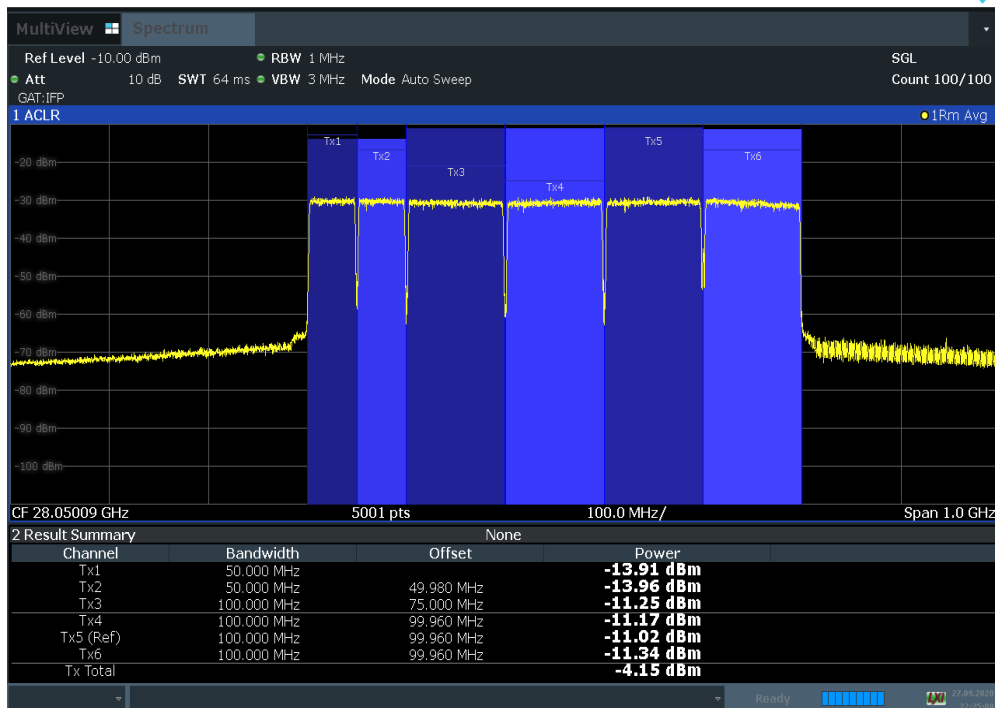 MultiView Spectrum
Ref Level -10.00 dBm RBW 1 MHz SGL
Att 10 dB SWT 64 ms VBW 3 MHz Mode Auto Sweep Count 100/100
GAT:IFP
1 ACLR 1Rm Avg
Tx1 Tx5
Tx2 Tx6
-20 dBm
Tx3
Tx4
-30 dBm
-40 dBm
-50 dBm
-60 dBm
-70 dBm
-80 dBm
-90 dBm
-100 dBm
CF 28.05009 GHz 5001 pts 100.0 MHz/ Span 1.0 GHz
2 Result Summary None
Channel Bandwidth Offset Power
Tx1 50.000 MHz -13.91 dBm
Tx2 50.000 MHz 49.980 MHz -13.96 dBm
Tx3 100.000 MHz 75.000 MHz -11.25 dBm
Tx4 100.000 MHz 99.960 MHz -11.17 dBm
Tx5 (Ref) 100.000 MHz 99.960 MHz -11.02 dBm
Tx6 100.000 MHz 99.960 MHz -11.34 dBm
Tx Total -4.15 dBm
Ready LXI 27.09.2020